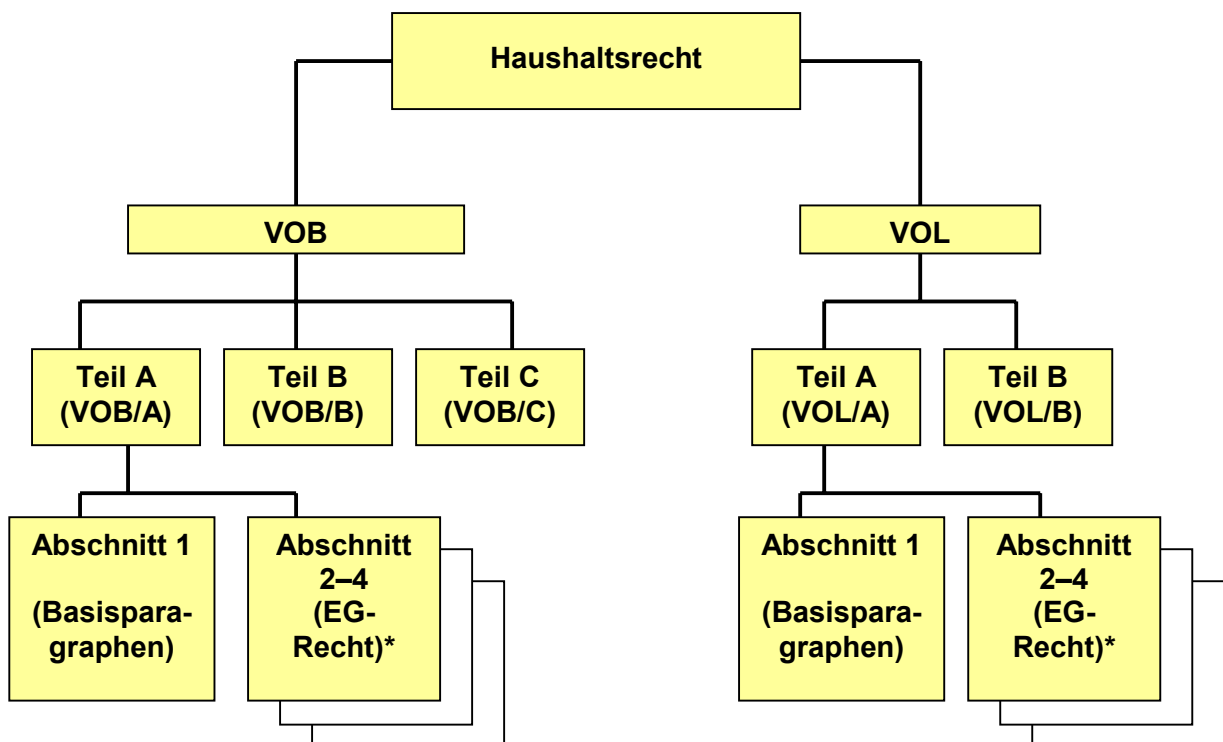 Haushaltsrecht
VOB
VOL
Teil A
(VOB/A)
Teil B
(VOB/B)
Teil C
(VOB/C)
Teil A
(VOL/A)
Teil B
(VOL/B)
Abschnitt 1
(Basispara-
graphen)
Abschnitt
2–4
(EG-
Recht)*
Abschnitt 1
(Basispara-
graphen)
Abschnitt
2–4
(EG-
Recht)*